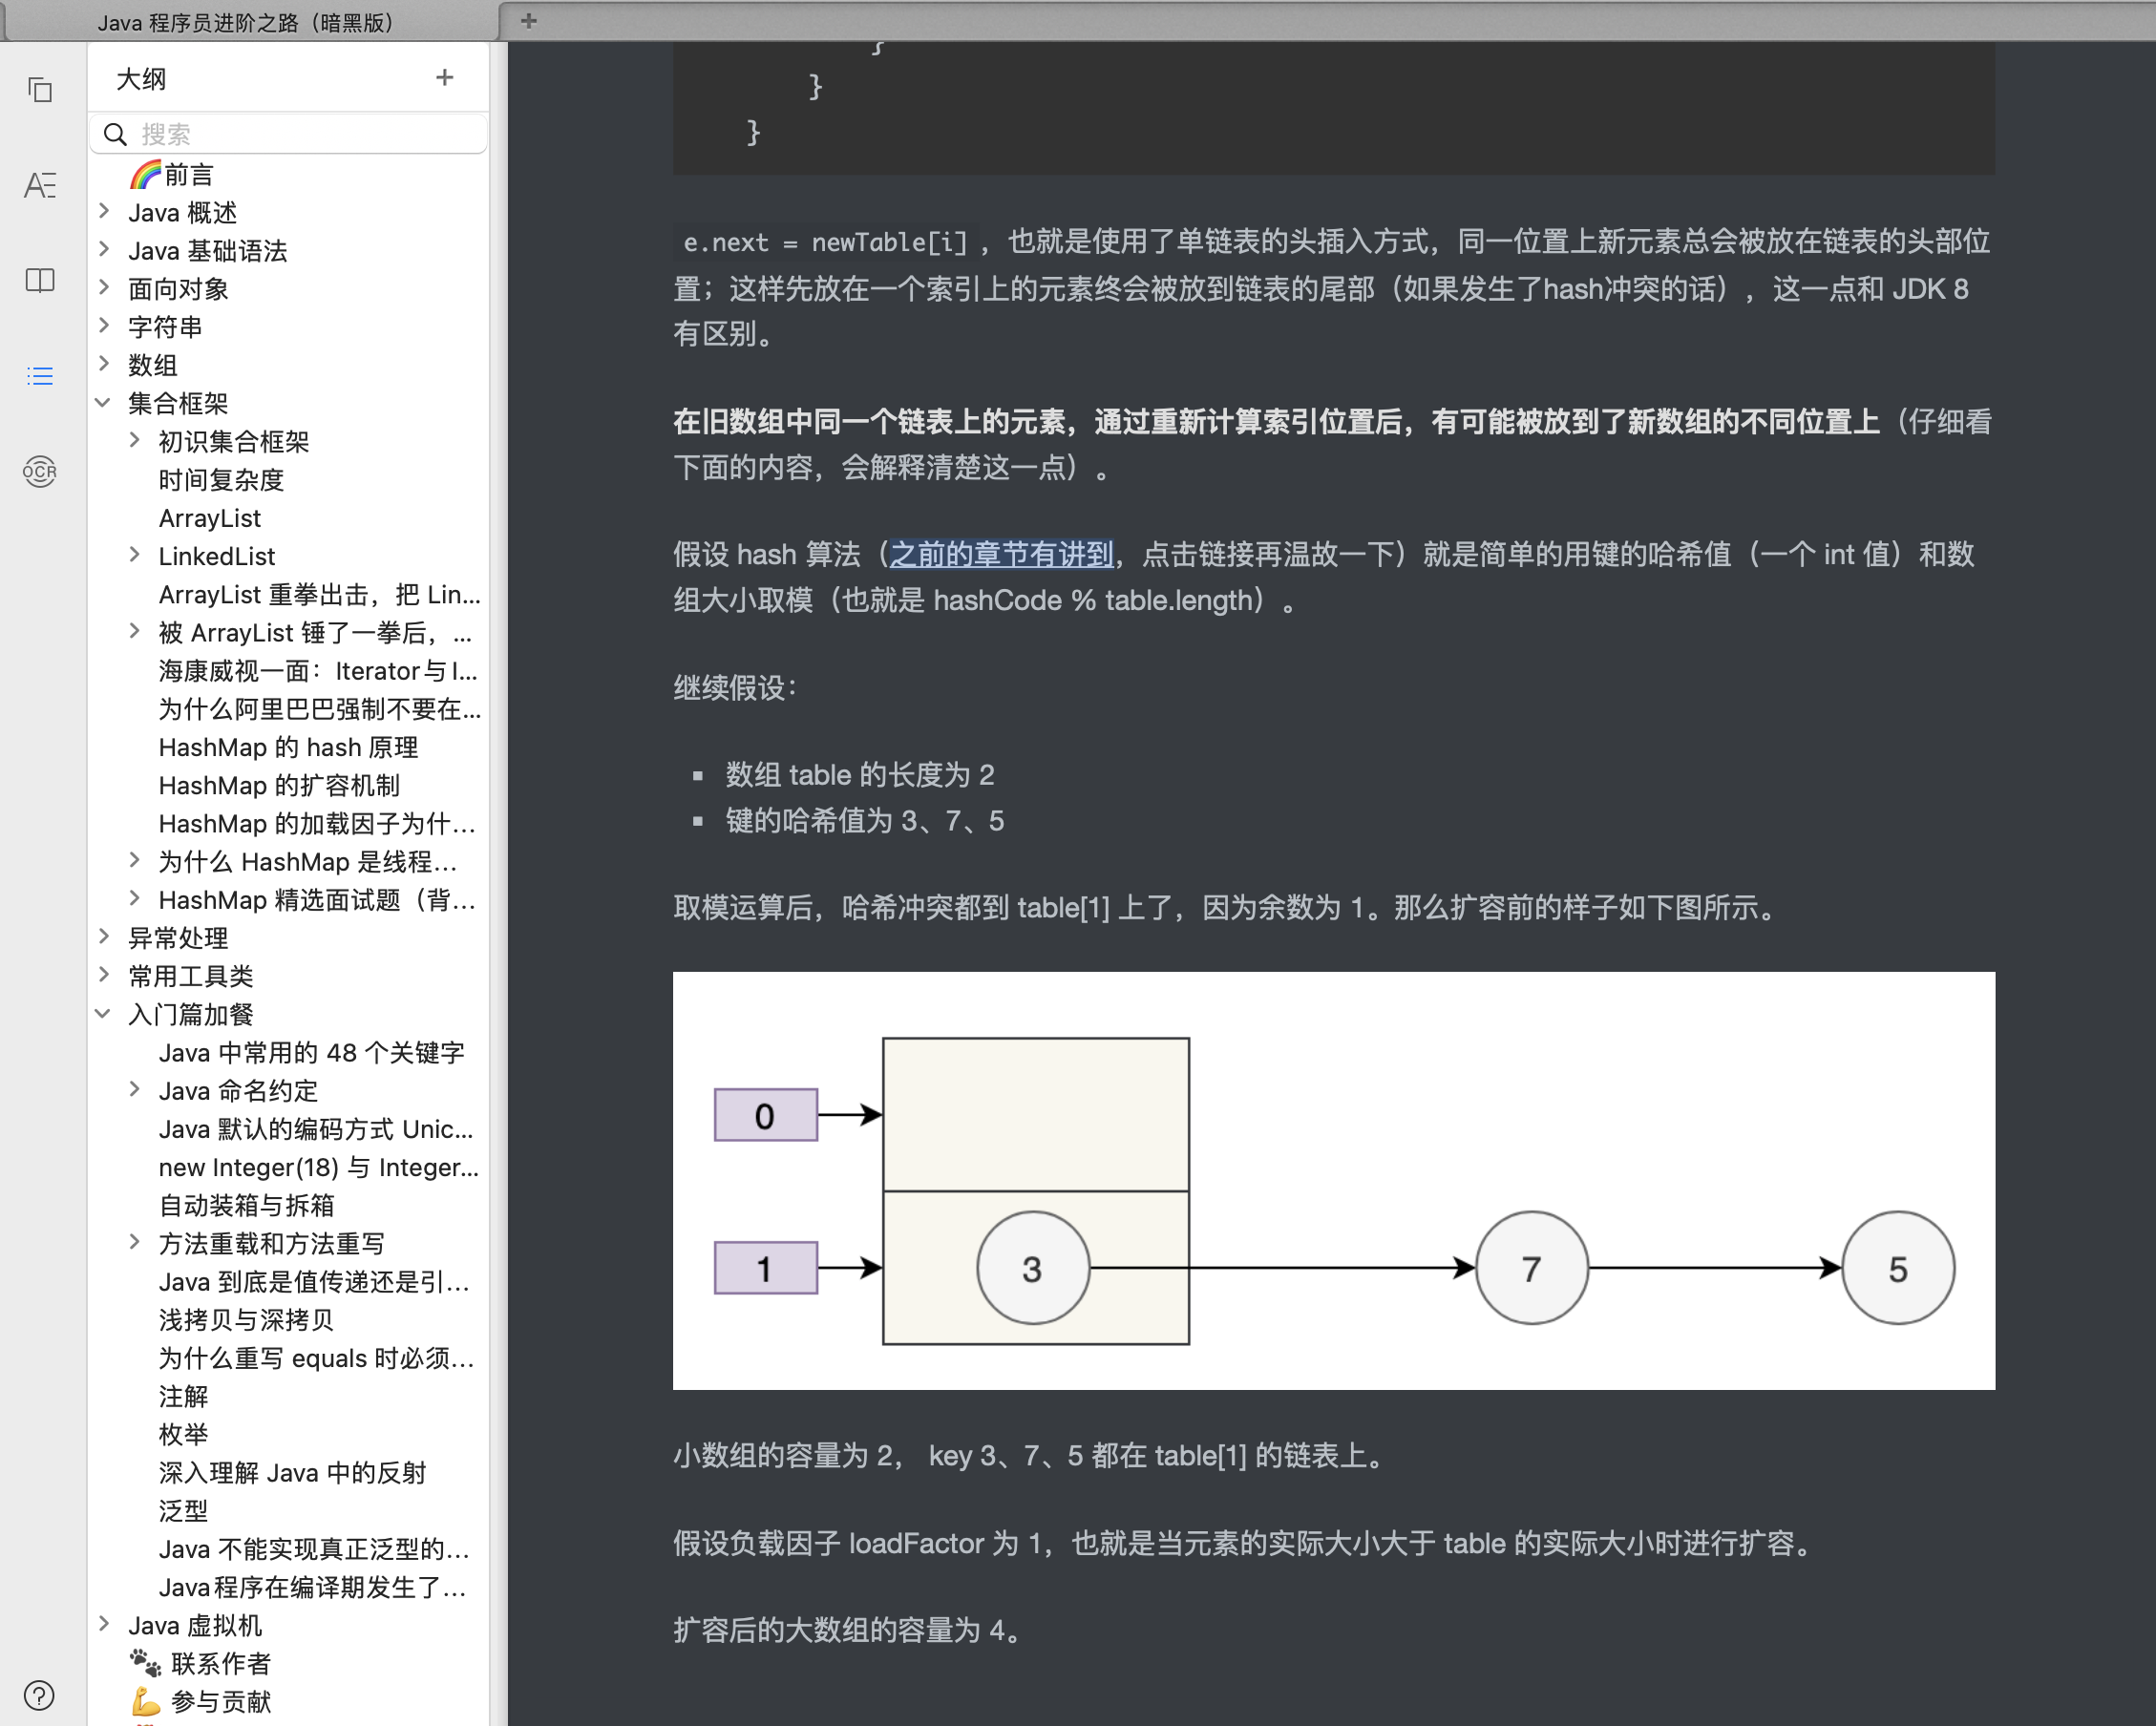 Java 程序员进阶之路（暗黑版）
+
大纲
+
搜索
🌈前言
Java 概述
Java 基础语法
面向对象
字符串
数组
集合框架
初识集合框架
时间复杂度
ArrayList
LinkedList
ArrayList 重拳出击，把 Lin...
被 ArrayList 锤了一拳后，...
海康威视一面：Iterator与I...
为什么阿里巴巴强制不要在...
HashMap 的 hash 原理
HashMap 的扩容机制
HashMap 的加载因子为什...
为什么 HashMap 是线程...
HashMap 精选面试题（背...
异常处理
常用工具类
入门篇加餐
Java 中常用的 48 个关键字
Java 命名约定
Java 默认的编码方式 Unic...
new Integer(18) 与 Integer...
自动装箱与拆箱
方法重载和方法重写
Java 到底是值传递还是引...
浅拷贝与深拷贝
为什么重写 equals 时必须...
注解
枚举
深入理解 Java 中的反射
泛型
Java 不能实现真正泛型的...
Java程序在编译期发生了...
Java 虚拟机
🐾 联系作者
💪 参与贡献
OCR
?
}
}
}
e.next = newTable[i] ，也就是使用了单链表的头插入方式，同一位置上新元素总会被放在链表的头部位
置；这样先放在一个索引上的元素终会被放到链表的尾部（如果发生了hash冲突的话），这一点和 JDK 8
有区别。
在旧数组中同一个链表上的元素，通过重新计算索引位置后，有可能被放到了新数组的不同位置上（仔细看
下面的内容，会解释清楚这一点）。
假设 hash 算法（之前的章节有讲到，点击链接再温故一下）就是简单的用键的哈希值（一个 int 值）和数
组大小取模（也就是 hashCode % table.length）。
继续假设：
▪ 数组 table 的长度为 2
▪ 键的哈希值为 3、7、5
取模运算后，哈希冲突都到 table[1] 上了，因为余数为 1。那么扩容前的样子如下图所示。
0
1 3 7 5
小数组的容量为 2， key 3、7、5 都在 table[1] 的链表上。
假设负载因子 loadFactor 为 1，也就是当元素的实际大小大于 table 的实际大小时进行扩容。
扩容后的大数组的容量为 4。